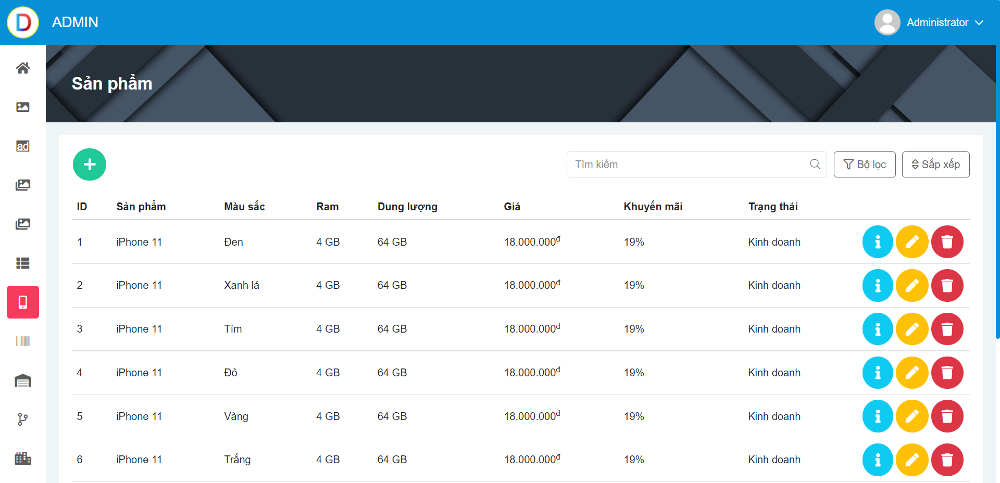 D ADMIN Administrator
Sản phẩm
ad
Tìm kiếm Bộ lọc Sắp xếp
ID Sản phẩm Màu sắc Ram Dung lượng Giá Khuyến mãi Trạng thái
1 iPhone 11 Đen 4 GB 64 GB 18.000.000đ 19% Kinh doanh
2 iPhone 11 Xanh lá 4 GB 64 GB 18.000.000đ 19% Kinh doanh
3 iPhone 11 Tím 4 GB 64 GB 18.000.000đ 19% Kinh doanh
4 iPhone 11 Đỏ 4 GB 64 GB 18.000.000đ 19% Kinh doanh
5 iPhone 11 Vàng 4 GB 64 GB 18.000.000đ 19% Kinh doanh
6 iPhone 11 Trắng 4 GB 64 GB 18.000.000đ 19% Kinh doanh